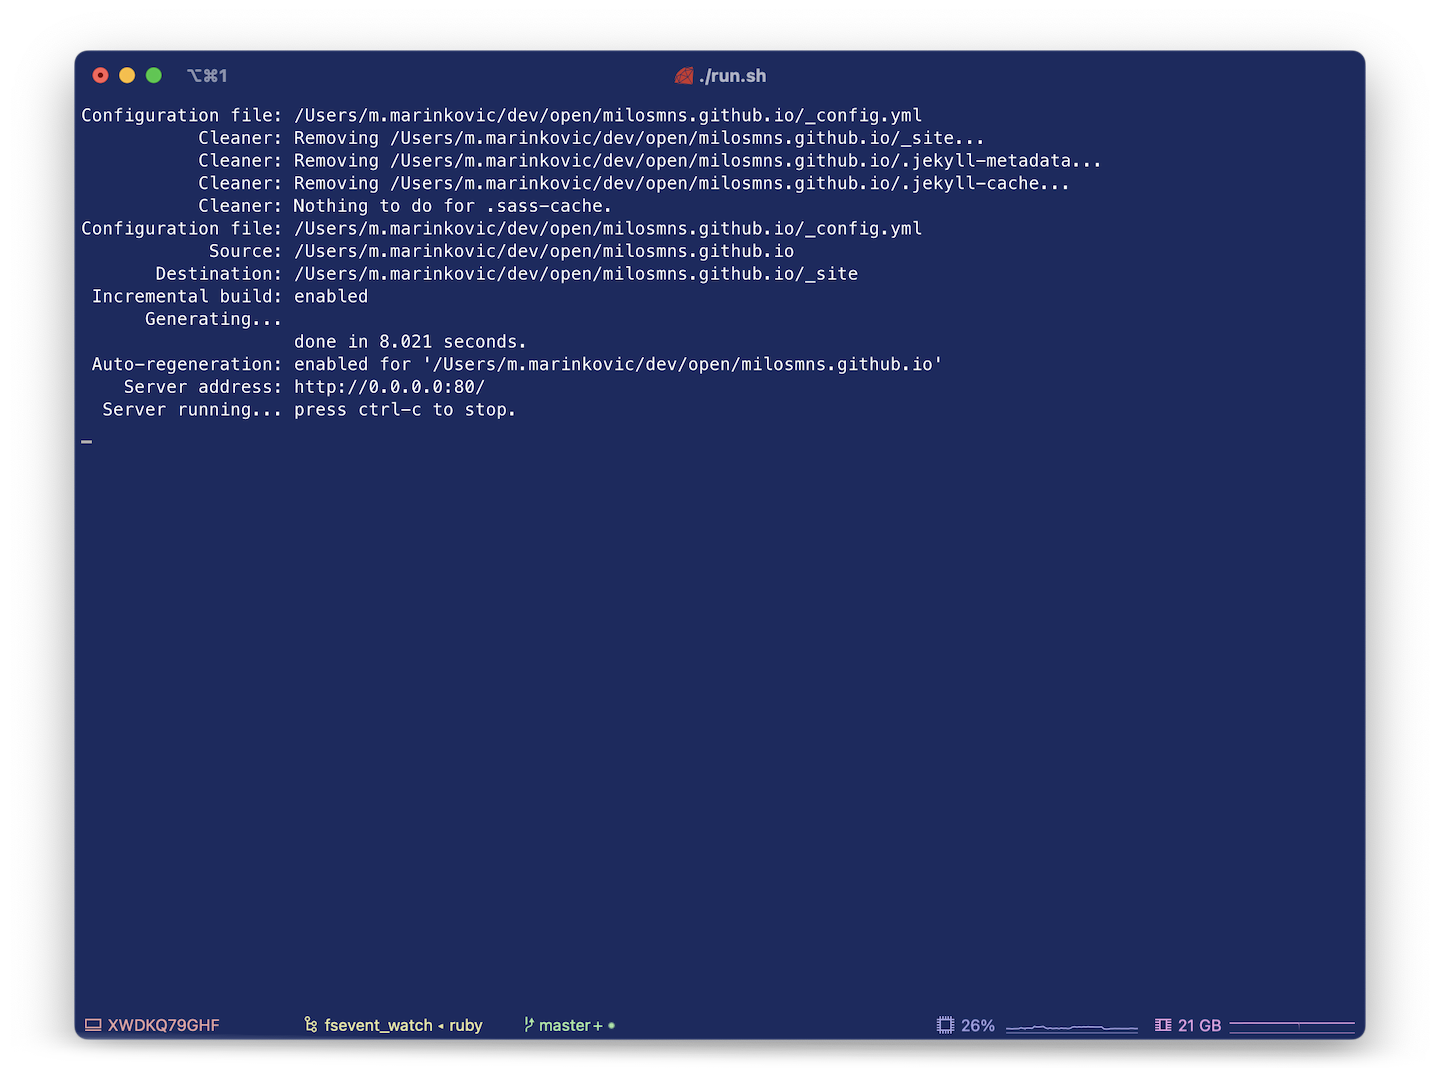 ⌥⌘1
./run.sh
Configuration file: /Users/m.marinkovic/dev/open/milosmns.github.io/_config.yml
Cleaner: Removing /Users/m.marinkovic/dev/open/milosmns.github.io/_site...
Cleaner: Removing /Users/m.marinkovic/dev/open/milosmns.github.io/.jekyll-metadata...
Cleaner: Removing /Users/m.marinkovic/dev/open/milosmns.github.io/.jekyll-cache...
Cleaner: Nothing to do for .sass-cache.
Configuration file: /Users/m.marinkovic/dev/open/milosmns.github.io/_config.yml
Source: /Users/m.marinkovic/dev/open/milosmns.github.io
Destination: /Users/m.marinkovic/dev/open/milosmns.github.io/_site
Incremental build: enabled
Generating...
done in 8.021 seconds.
Auto-regeneration: enabled for '/Users/m.marinkovic/dev/open/milosmns.github.io'
Server address: http://0.0.0.0:80/
Server running... press ctrl-c to stop.
XWDKQ79GHF fsevent_watch ◂ ruby master+ ● 26% 21 GB